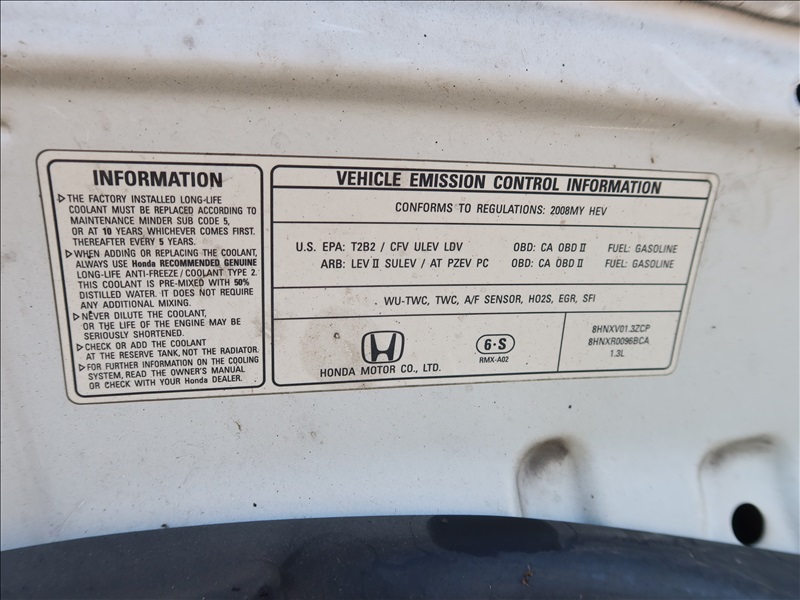 INFORMATION
▷THE FACTORY INSTALLED LONG-LIFE
COOLANT MUST BE REPLACED ACCORDING TO
MAINTENANCE MINDER SUB CODE 5,
OR AT 10 YEARS WHICHEVER COMES FIRST.
THEREAFTER EVERY 5 YEARS.
▷WHEN ADDING OR REPLACING THE COOLANT,
ALWAYS USE Honda RECOMMENDED GENUINE
LONG-LIFE ANTI-FREEZE/COOLANT TYPE 2.
THIS COOLANT IS PRE-MIXED WITH 50%
DISTILLED WATER. IT DOES NOT REQUIRE
ANY ADDITIONAL MIXING.
▷NEVER DILUTE THE COOLANT,
OR THE LIFE OF THE ENGINE MAY BE
SERIOUSLY SHORTENED.
▷CHECK OR ADD THE COOLANT
AT THE RESERVE TANK, NOT THE RADIATOR.
▷FOR FURTHER INFORMATION ON THE COOLING
SYSTEM, READ THE OWNER'S MANUAL
OR CHECK WITH YOUR Honda DEALER.
VEHICLE EMISSION CONTROL INFORMATION
CONFORMS TO REGULATIONS: 2008MY HEV
U.S. EPA: T2B2 / CFV ULEV LDV OBD: CA OBD II FUEL: GASOLINE
ARB: LEV II SULEV / AT PZEV PC OBD: CA OBD II FUEL: GASOLINE
WU-TWC, TWC, A/F SENSOR, HO2S, EGR, SFI
HONDA MOTOR CO., LTD.
6·S
RMX-A02
8HNXV01.3ZCP
8HNXR0096BCA
1.3L